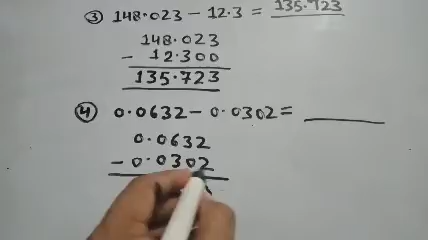 ③ 148.023 - 12.3 = 135.723
148.023
- 12.300
135.723
④ 0.0632 - 0.0302 =
0.0632
- 0.0302